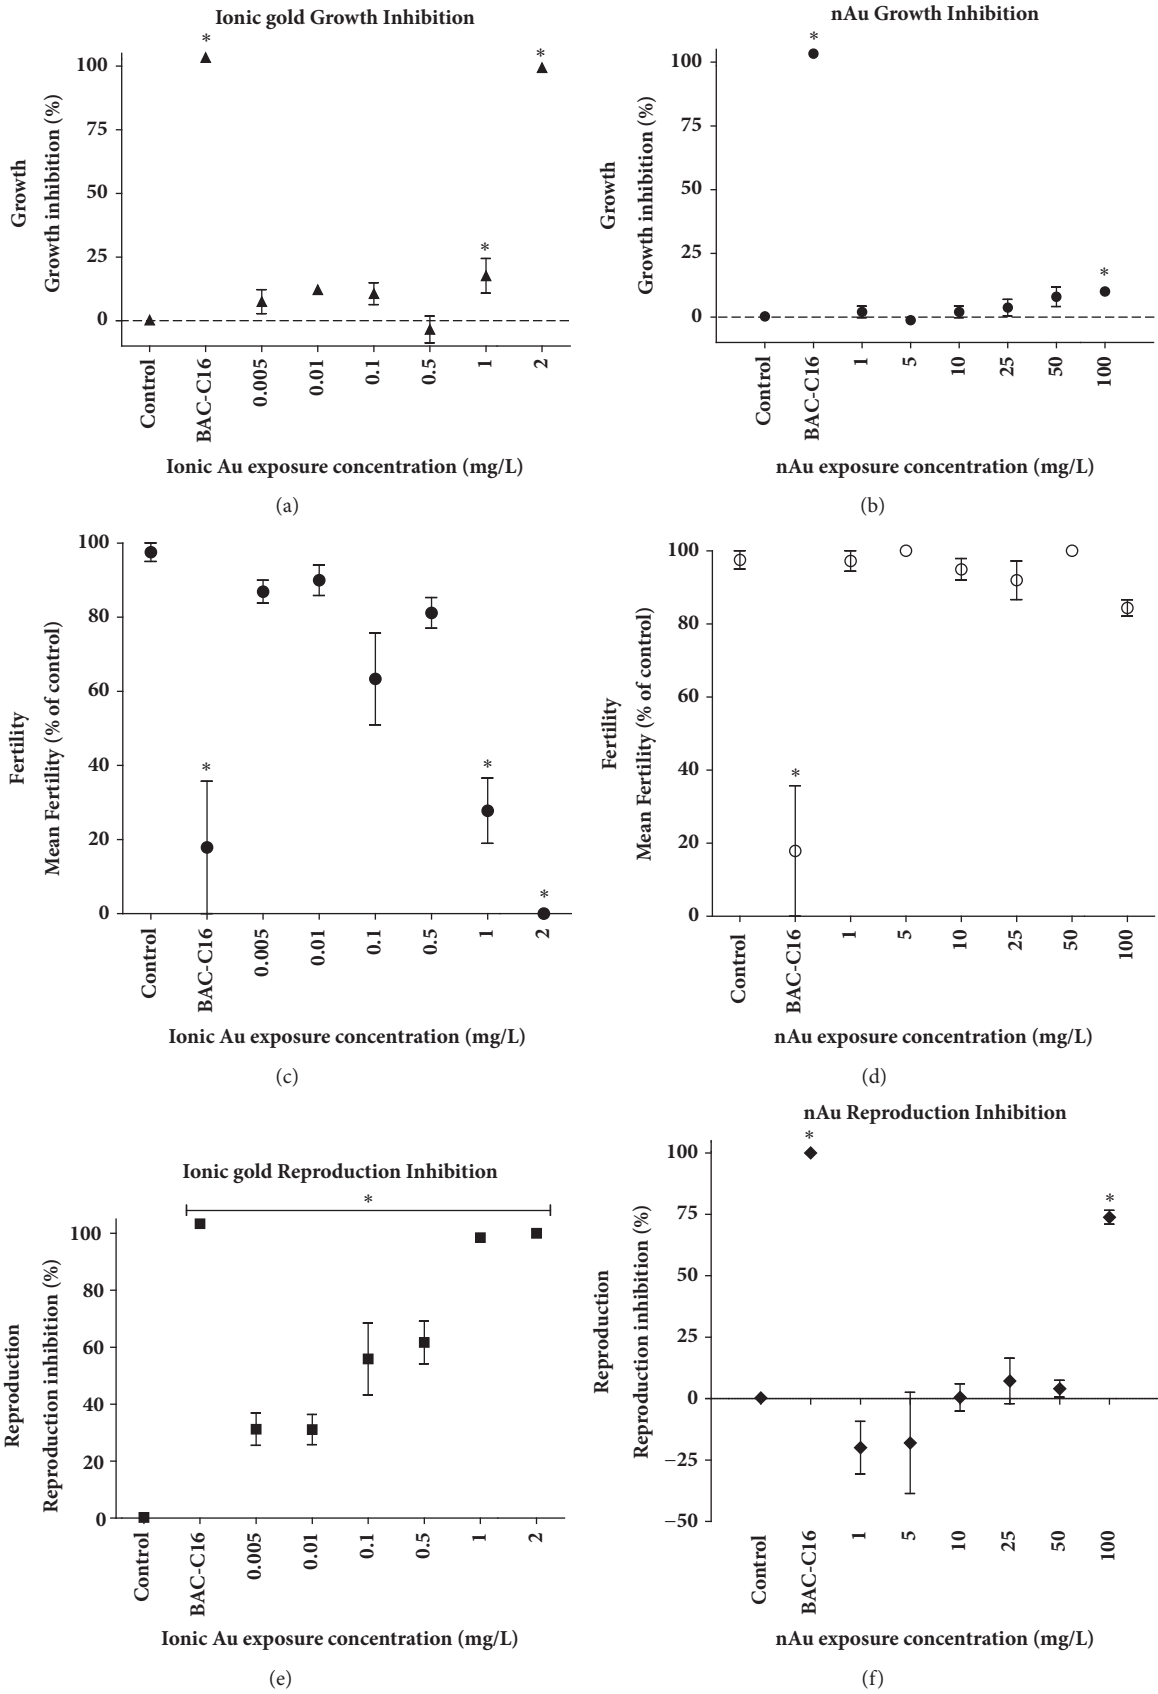 Ionic gold Growth Inhibition
*
*
*
100
75
50
25
0
Growth
Growth inhibition (%)
Control
BAC-C16
0.005
0.01
0.1
0.5
1
2
Ionic Au exposure concentration (mg/L)
(a)
nAu Growth Inhibition
*
*
100
75
50
25
0
Growth
Growth inhibition (%)
Control
BAC-C16
1
5
10
25
50
100
nAu exposure concentration (mg/L)
(b)
100
80
60
40
20
0
*
*
*
Fertility
Mean Fertility (% of control)
Control
BAC-C16
0.005
0.01
0.1
0.5
1
2
Ionic Au exposure concentration (mg/L)
(c)
100
80
60
40
20
0
*
Fertility
Mean Fertility (% of control)
Control
BAC-C16
1
5
10
25
50
100
nAu exposure concentration (mg/L)
(d)
Ionic gold Reproduction Inhibition
*
100
80
60
40
20
0
Reproduction
Reproduction inhibition (%)
Control
BAC-C16
0.005
0.01
0.1
0.5
1
2
Ionic Au exposure concentration (mg/L)
(e)
nAu Reproduction Inhibition
*
*
100
75
50
25
0
−25
−50
Reproduction
Reproduction inhibition (%)
Control
BAC-C16
1
5
10
25
50
100
nAu exposure concentration (mg/L)
(f)